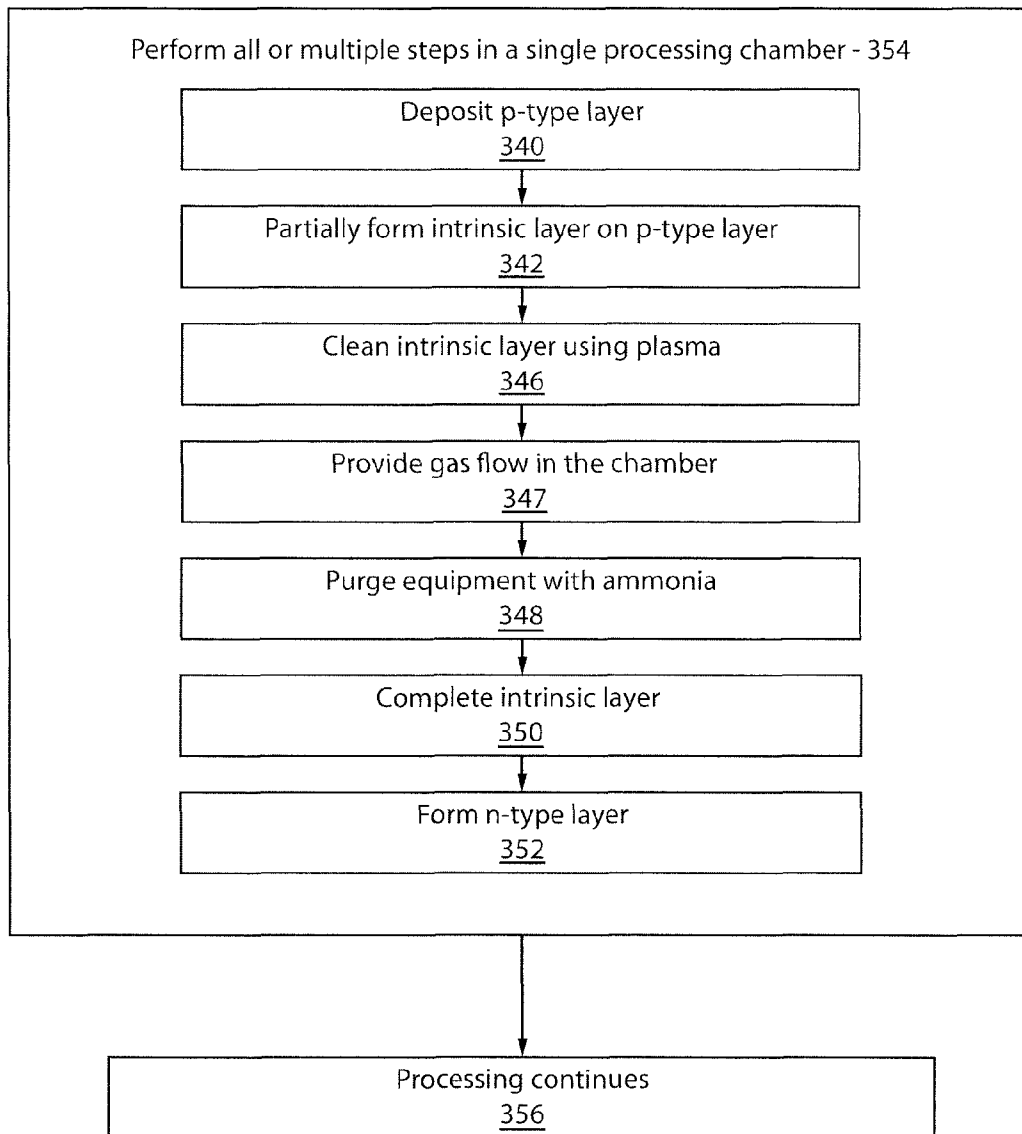 Perform all or multiple steps in a single processing chamber - 354
Deposit p-type layer
340
Partially form intrinsic layer on p-type layer
342
Clean intrinsic layer using plasma
346
Provide gas flow in the chamber
347
Purge equipment with ammonia
348
Complete intrinsic layer
350
Form n-type layer
352
Processing continues
356